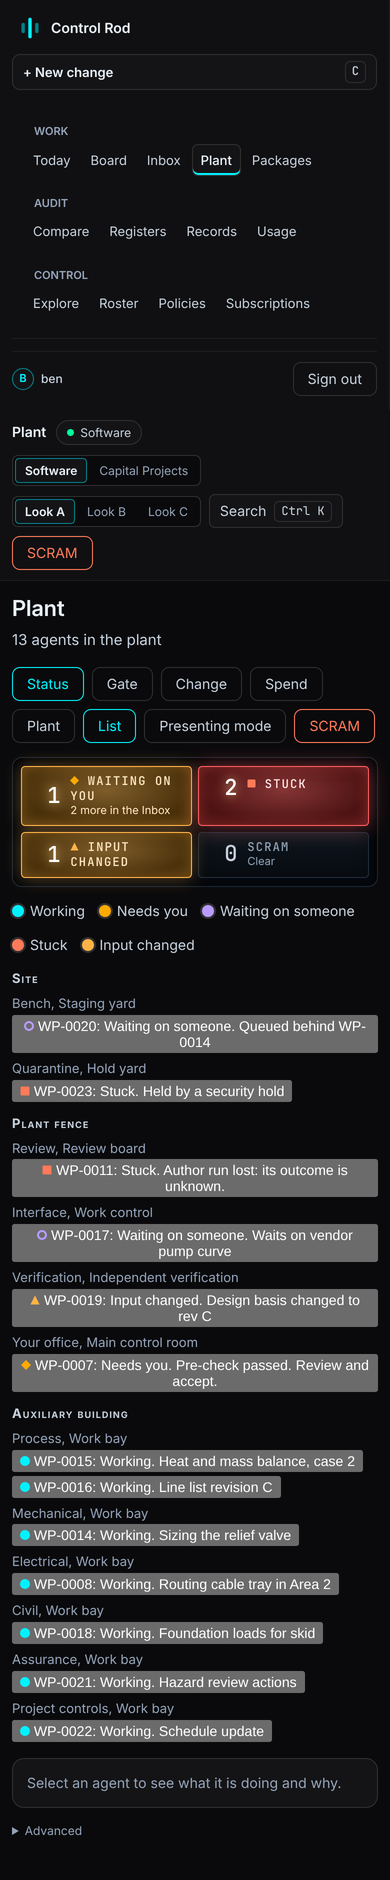 Control Rod
+ New change
C
WORK
Today Board Inbox Plant Packages
AUDIT
Compare Registers Records Usage
CONTROL
Explore Roster Policies Subscriptions
B ben
Sign out
Plant
Software
Software Capital Projects
Look A Look B Look C
Search Ctrl K
SCRAM
Plant
13 agents in the plant
Status Gate Change Spend
Plant List Presenting mode SCRAM
1 WAITING ON
YOU
2 more in the Inbox
2 STUCK
1 INPUT
CHANGED
0 SCRAM
Clear
Working Needs you Waiting on someone
Stuck Input changed
SITE
Bench, Staging yard
WP-0020: Waiting on someone. Queued behind WP-
0014
Quarantine, Hold yard
WP-0023: Stuck. Held by a security hold
PLANT FENCE
Review, Review board
WP-0011: Stuck. Author run lost: its outcome is
unknown.
Interface, Work control
WP-0017: Waiting on someone. Waits on vendor
pump curve
Verification, Independent verification
WP-0019: Input changed. Design basis changed to
rev C
Your office, Main control room
WP-0007: Needs you. Pre-check passed. Review and
accept.
AUXILIARY BUILDING
Process, Work bay
WP-0015: Working. Heat and mass balance, case 2
WP-0016: Working. Line list revision C
Mechanical, Work bay
WP-0014: Working. Sizing the relief valve
Electrical, Work bay
WP-0008: Working. Routing cable tray in Area 2
Civil, Work bay
WP-0018: Working. Foundation loads for skid
Assurance, Work bay
WP-0021: Working. Hazard review actions
Project controls, Work bay
WP-0022: Working. Schedule update
Select an agent to see what it is doing and why.
Advanced